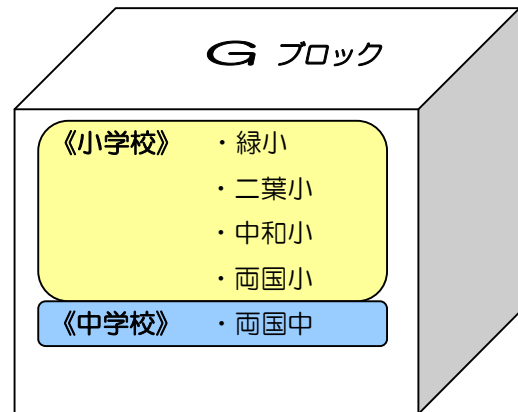 G ブロック
《小学校》 ・緑小
・二葉小
・中和小
・両国小
《中学校》 ・両国中